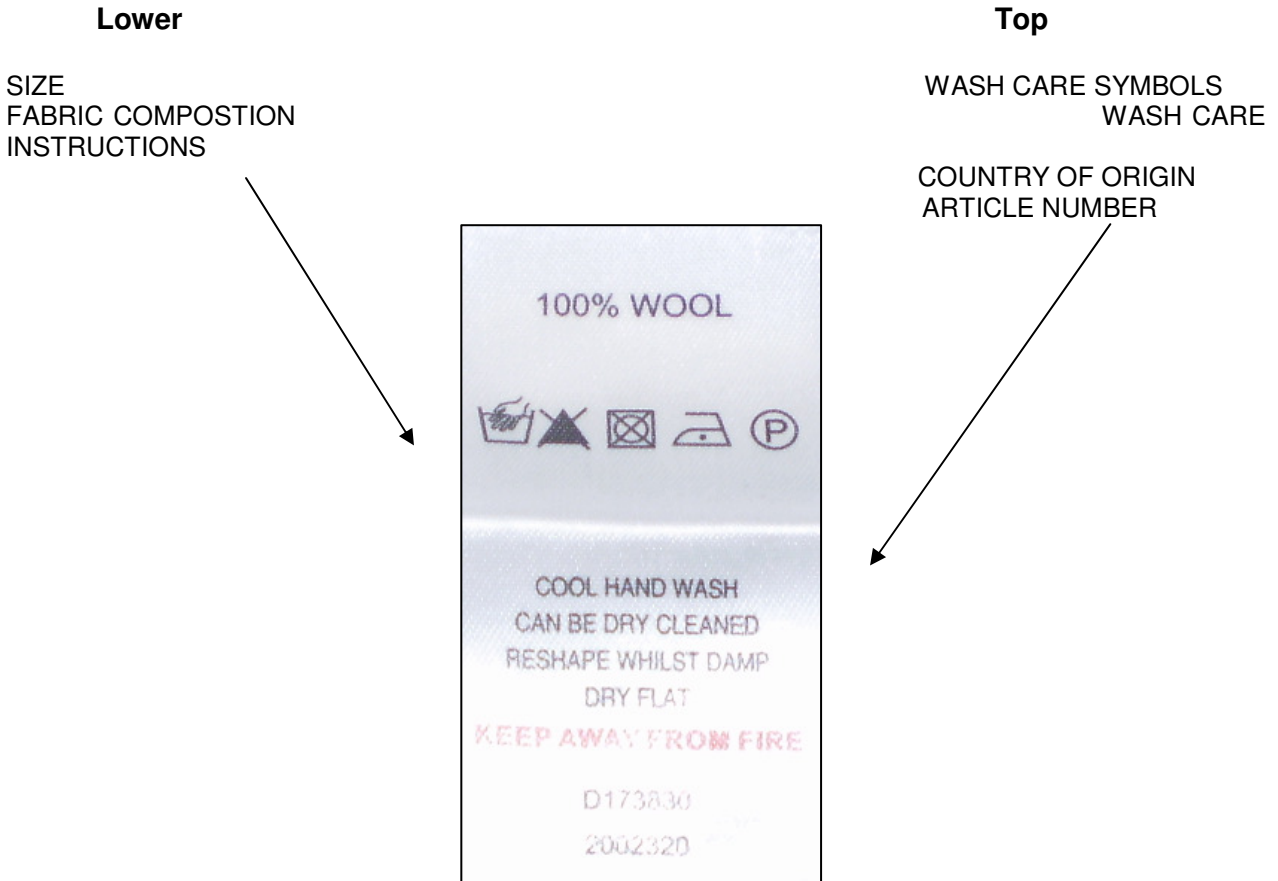 Lower
Top
SIZE
FABRIC COMPOSTION
INSTRUCTIONS
WASH CARE SYMBOLS
WASH CARE
COUNTRY OF ORIGIN
ARTICLE NUMBER
100% WOOL
P
COOL HAND WASH
CAN BE DRY CLEANED
RESHAPE WHILST DAMP
DRY FLAT
KEEP AWAY FROM FIRE
D173830
2002320